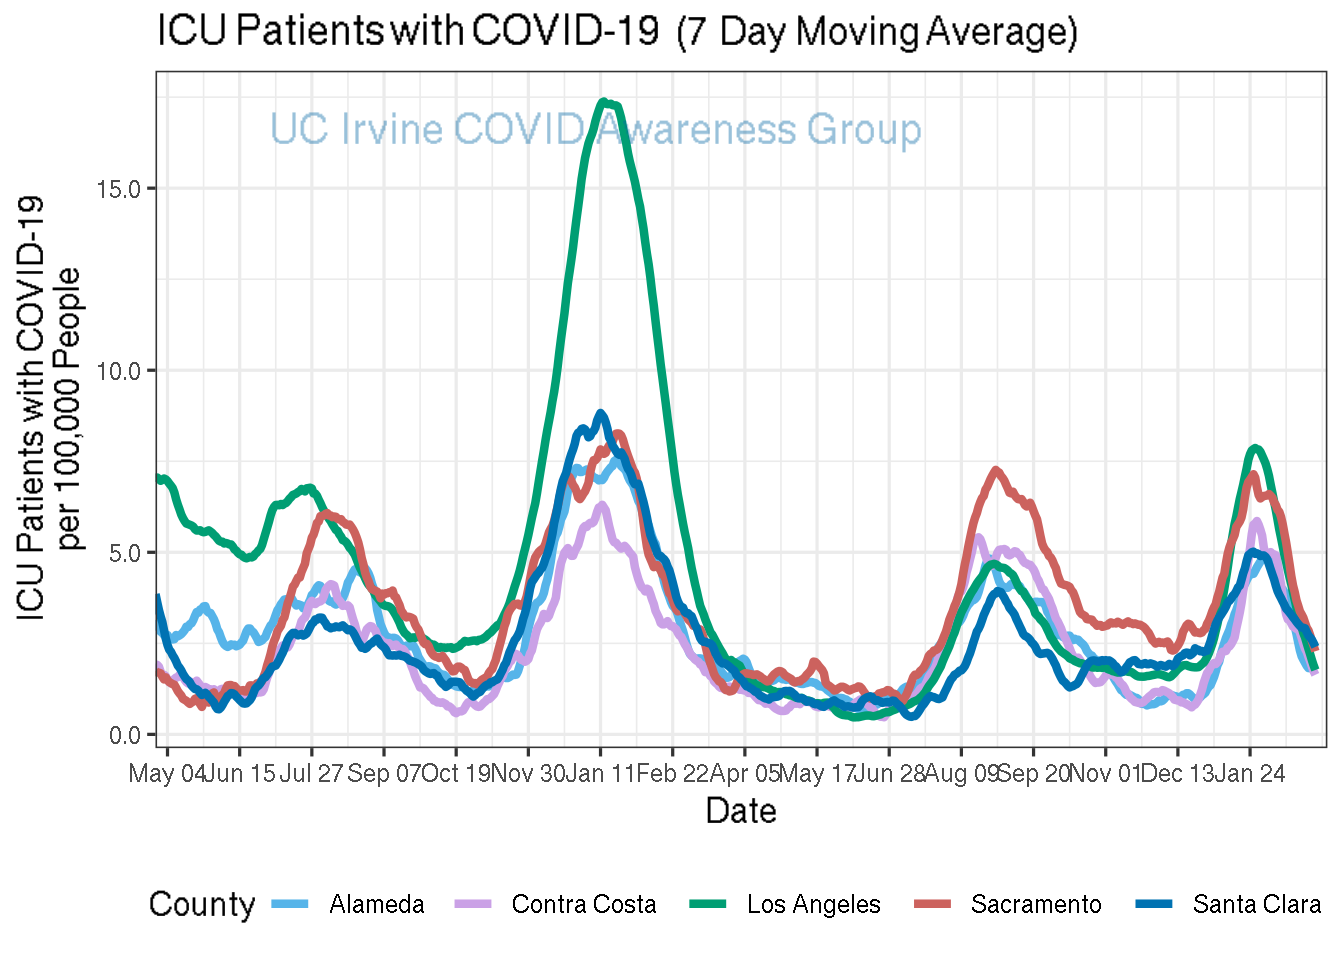 ICU Patients with COVID-19 (7 Day Moving Average)
UC Irvine COVID Awareness Group
ICU Patients with COVID-19
per 100,000 People
15.0
10.0
5.0
0.0
May 04 Jun 15 Jul 27 Sep 07 Oct 19 Nov 30 Jan 11 Feb 22 Apr 05 May 17 Jun 28 Aug 09 Sep 20 Nov 01 Dec 13 Jan 24
Date
County Alameda Contra Costa Los Angeles Sacramento Santa Clara